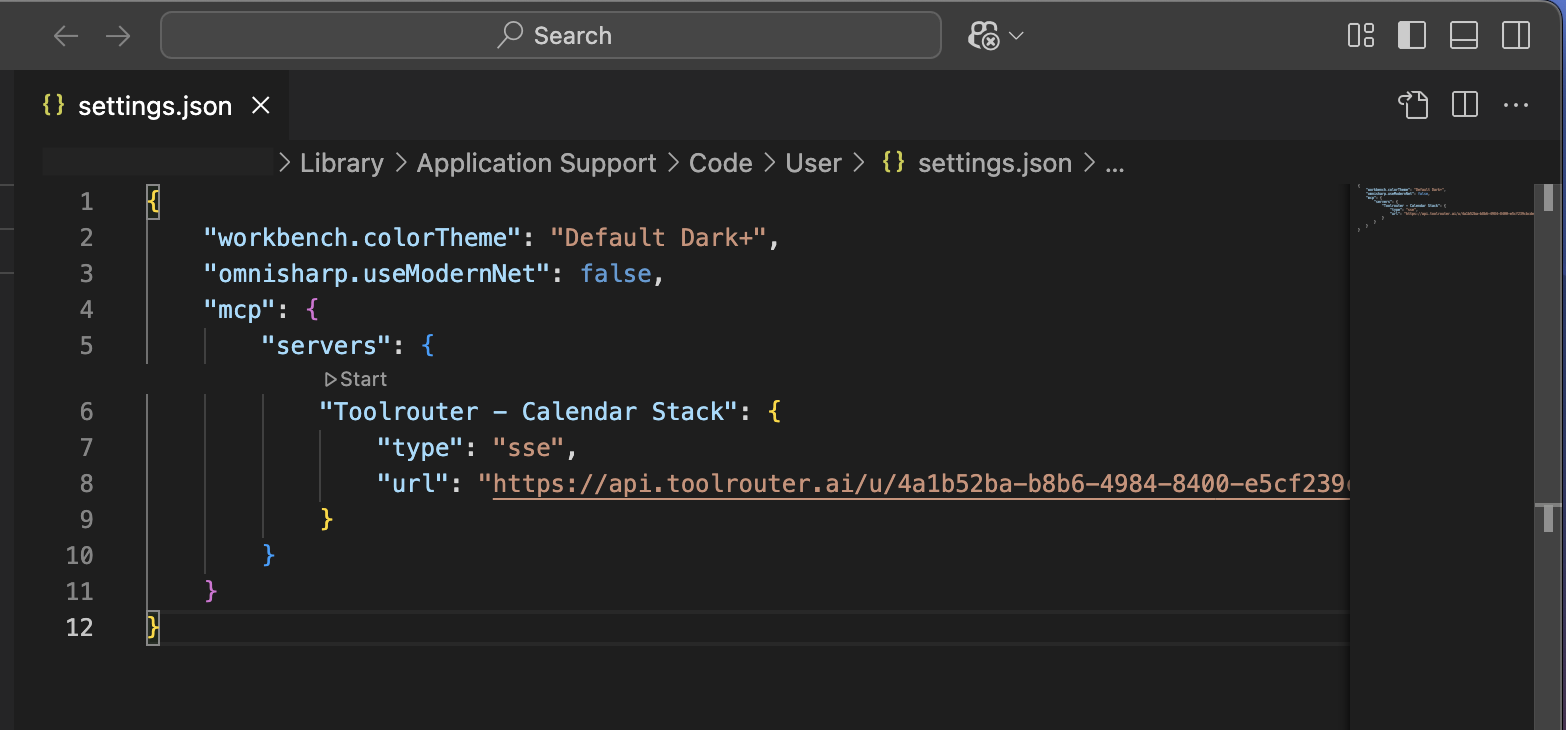 Search
{} settings.json
Library > Application Support > Code > User > {} settings.json > ...
1 {
2 "workbench.colorTheme": "Default Dark+",
3 "omnisharp.useModernNet": false,
4 "mcp": {
5 "servers": {
Start
6 "Toolrouter - Calendar Stack": {
7 "type": "sse",
8 "url": "https://api.toolrouter.ai/u/4a1b52ba-b8b6-4984-8400-e5cf239
9 }
10 }
11 }
12 }